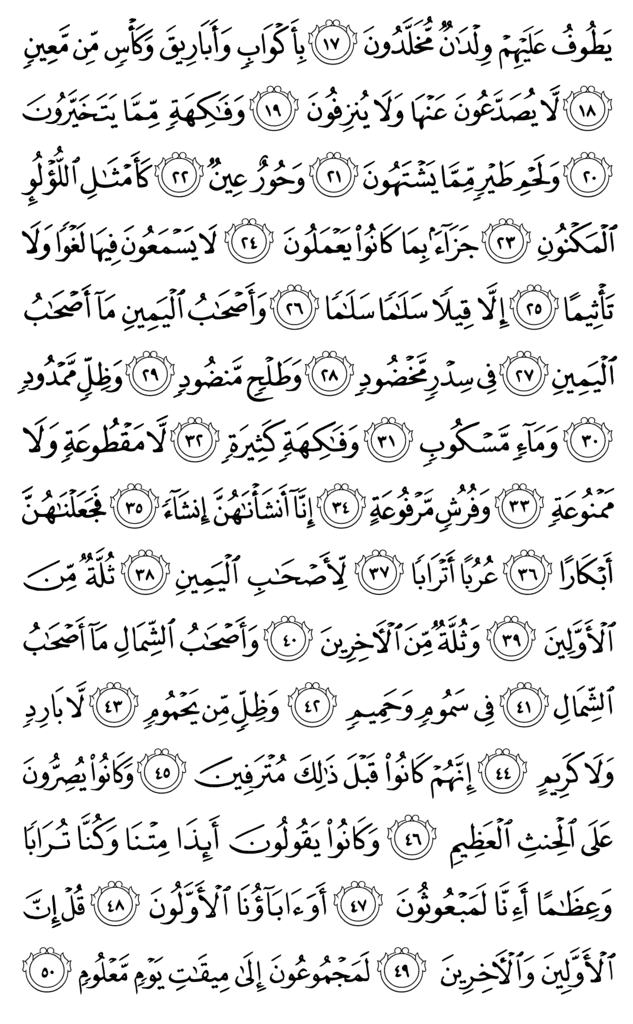 يَطُوفُ عَلَيْهِمْ وِلْدَٰنٌ مُّخَلَّدُونَ ١٧ بِأَكْوَابٍ وَأَبَارِيقَ وَكَأْسٍ مِّن مَّعِينٍ
١٨ لَّا يُصَدَّعُونَ عَنْهَا وَلَا يُنزِفُونَ ١٩ وَفَٰكِهَةٍ مِّمَّا يَتَخَيَّرُونَ
٢٠ وَلَحْمِ طَيْرٍ مِّمَّا يَشْتَهُونَ ٢١ وَحُورٌ عِينٌ ٢٢ كَأَمْثَٰلِ ٱللُّؤْلُؤِ
ٱلْمَكْنُونِ ٢٣ جَزَآءًۢ بِمَا كَانُوا۟ يَعْمَلُونَ ٢٤ لَا يَسْمَعُونَ فِيهَا لَغْوًا وَلَا
تَأْثِيمًا ٢٥ إِلَّا قِيلًا سَلَٰمًا سَلَٰمًا ٢٦ وَأَصْحَٰبُ ٱلْيَمِينِ مَآ أَصْحَٰبُ
ٱلْيَمِينِ ٢٧ فِى سِدْرٍ مَّخْضُودٍ ٢٨ وَطَلْحٍ مَّنضُودٍ ٢٩ وَظِلٍّ مَّمْدُودٍ
٣٠ وَمَآءٍ مَّسْكُوبٍ ٣١ وَفَٰكِهَةٍ كَثِيرَةٍ ٣٢ لَّا مَقْطُوعَةٍ وَلَا
مَمْنُوعَةٍ ٣٣ وَفُرُشٍ مَّرْفُوعَةٍ ٣٤ إِنَّآ أَنشَأْنَٰهُنَّ إِنشَآءً ٣٥ فَجَعَلْنَٰهُنَّ
أَبْكَارًا ٣٦ عُرُبًا أَتْرَابًا ٣٧ لِّأَصْحَٰبِ ٱلْيَمِينِ ٣٨ ثُلَّةٌ مِّنَ
ٱلْأَوَّلِينَ ٣٩ وَثُلَّةٌ مِّنَ ٱلْءَاخِرِينَ ٤٠ وَأَصْحَٰبُ ٱلشِّمَالِ مَآ أَصْحَٰبُ
ٱلشِّمَالِ ٤١ فِى سَمُومٍ وَحَمِيمٍ ٤٢ وَظِلٍّ مِّن يَحْمُومٍ ٤٣ لَّا بَارِدٍ
وَلَا كَرِيمٍ ٤٤ إِنَّهُمْ كَانُوا۟ قَبْلَ ذَٰلِكَ مُتْرَفِينَ ٤٥ وَكَانُوا۟ يُصِرُّونَ
عَلَى ٱلْحِنثِ ٱلْعَظِيمِ ٤٦ وَكَانُوا۟ يَقُولُونَ أَئِذَا مِتْنَا وَكُنَّا تُرَابًا
وَعِظَٰمًا أَءِنَّا لَمَبْعُوثُونَ ٤٧ أَوَءَابَآؤُنَا ٱلْأَوَّلُونَ ٤٨ قُلْ إِنَّ
ٱلْأَوَّلِينَ وَٱلْءَاخِرِينَ ٤٩ لَمَجْمُوعُونَ إِلَىٰ مِيقَٰتِ يَوْمٍ مَّعْلُومٍ ٥٠